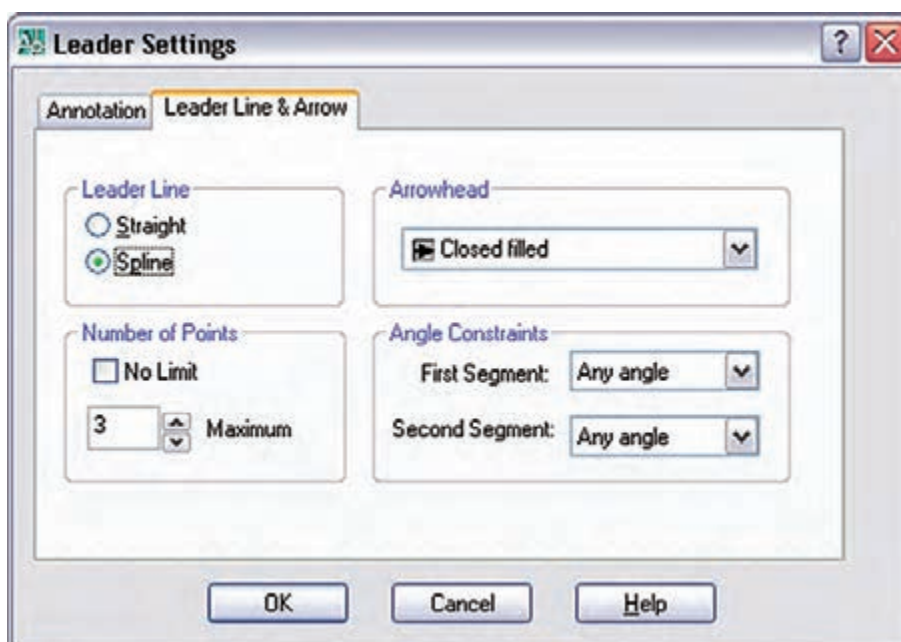 Leader Settings
Annotation
Leader Line & Arrow
Leader Line
Straight
Spline
Arrowhead
Closed filled
Number of Points
No Limit
3
Maximum
Angle Constraints
First Segment: Any angle
Second Segment: Any angle
OK
Cancel
Help